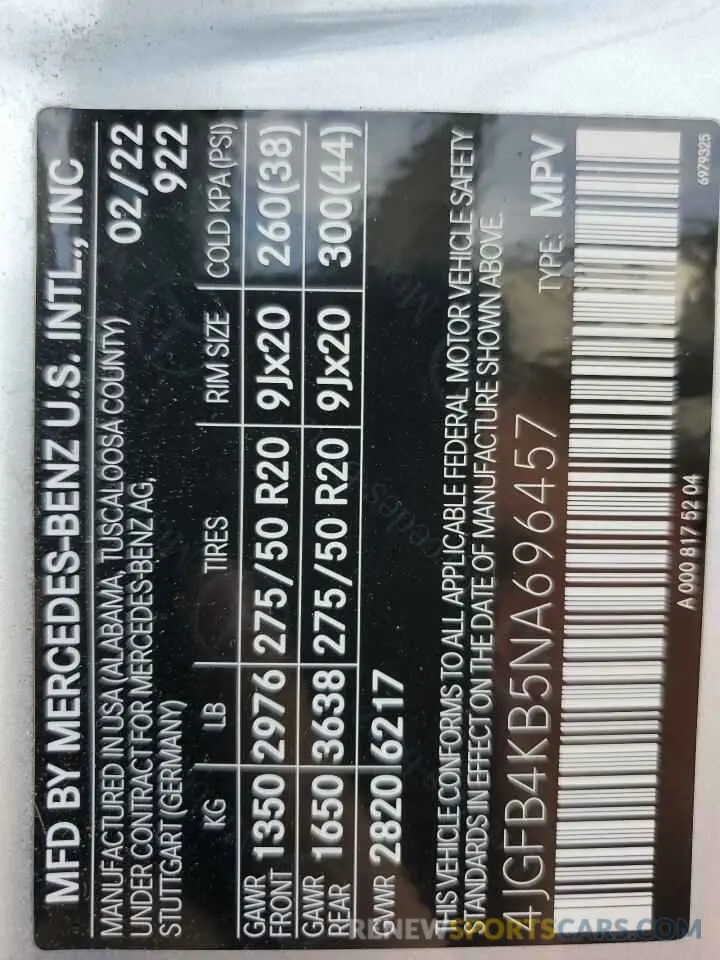 MFD BY MERCEDES-BENZ U.S. INTL., INC
MANUFACTURED IN USA (ALABAMA, TUSCALOOSA COUNTY) 02/22
UNDER CONTRACT FOR MERCEDES-BENZ AG, 922
STUTTGART (GERMANY)
KG LB TIRES RIM SIZE COLD KPA (PSI)
GAWR FRONT 1350 2976 275/50 R20 9Jx20 260(38)
GAWR REAR 1650 3638 275/50 R20 9Jx20 300(44)
GVWR 2820 6217
THIS VEHICLE CONFORMS TO ALL APPLICABLE FEDERAL MOTOR VEHICLE SAFETY
STANDARDS IN EFFECT ON THE DATE OF MANUFACTURE SHOWN ABOVE.
4JGFB4KB5NA696457 TYPE: MPV
A 000 817 52 04 6979325
RENEWSPORTSCARS.COM